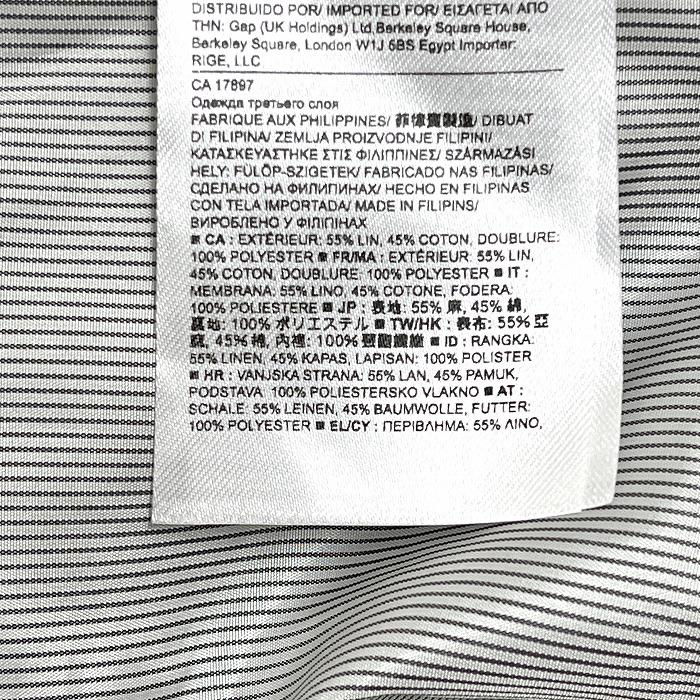 DISTRIBUIDO POR/ IMPORTED FOR/ ΕΙΣΑΓΕΤΑΙ ΑΠΟ
THN: Gap (UK Holdings) Ltd,Berkeley Square House,
Berkeley Square, London W1J 6BS Egypt Importer:
RIGE, LLC
CA 17897
Одежда третьего слоя
FABRIQUE AUX PHILIPPINES/ 菲律賓製造/ DIBUAT
DI FILIPINA/ ZEMLJA PROIZVODNJE FILIPINI/
ΚΑΤΑΣΚΕΥΑΣΤΗΚΕ ΣΤΙΣ ΦΙΛΙΠΠΙΝΕΣ/ SZÁRMAZÁSI
HELY: FÜLÖP-SZIGETEK/ FABRICADO NAS FILIPINAS/
СДЕЛАНО НА ФИЛИПИНАХ/ HECHO EN FILIPINAS
CON TELA IMPORTADA/ MADE IN FILIPINS/
ВИРОБЛЕНО У ФІЛІПІНАХ
■ CA : EXTÉRIEUR: 55% LIN, 45% COTON, DOUBLURE:
100% POLYESTER ■ FR/MA : EXTÉRIEUR: 55% LIN,
45% COTON, DOUBLURE: 100% POLYESTER ■ IT :
MEMBRANA: 55% LINO, 45% COTONE, FODERA:
100% POLIESTERE ■ JP : 表地: 55% 麻, 45% 綿,
裏地: 100% ポリエステル ■ TW/HK : 表布: 55% 亞
麻, 45% 棉, 內裡: 100% 聚酯纖維 ■ ID : RANGKA:
55% LINEN, 45% KAPAS, LAPISAN: 100% POLISTER
■ HR : VANJSKA STRANA: 55% LAN, 45% PAMUK,
PODSTAVA: 100% POLIESTERSKO VLAKNO ■ AT :
SCHALE: 55% LEINEN, 45% BAUMWOLLE, FUTTER:
100% POLYESTER ■ EL/CY : ΠΕΡΙΒΛΗΜΑ: 55% ΛΙΝΟ,